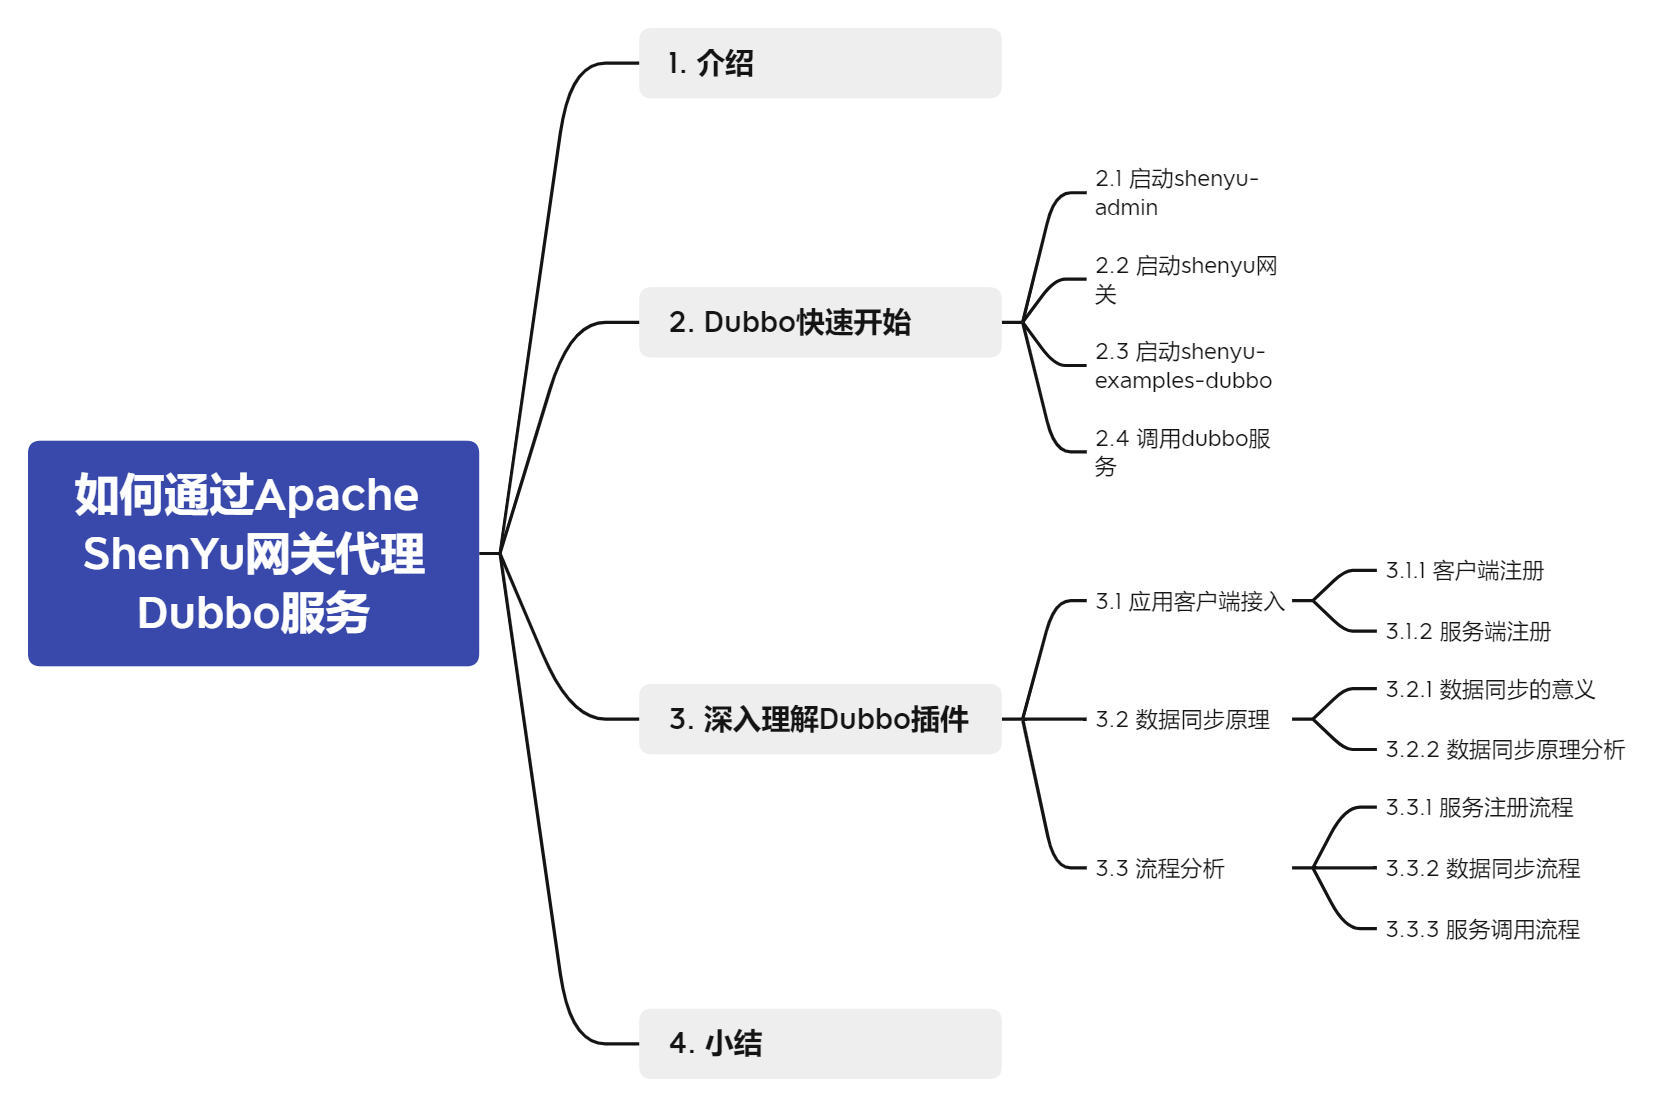 如何通过Apache
ShenYu网关代理
Dubbo服务
1. 介绍
2. Dubbo快速开始
2.1 启动shenyu-
admin
2.2 启动shenyu网
关
2.3 启动shenyu-
examples-dubbo
2.4 调用dubbo服
务
3. 深入理解Dubbo插件
3.1 应用客户端接入
3.1.1 客户端注册
3.1.2 服务端注册
3.2 数据同步原理
3.2.1 数据同步的意义
3.2.2 数据同步原理分析
3.3 流程分析
3.3.1 服务注册流程
3.3.2 数据同步流程
3.3.3 服务调用流程
4. 小结